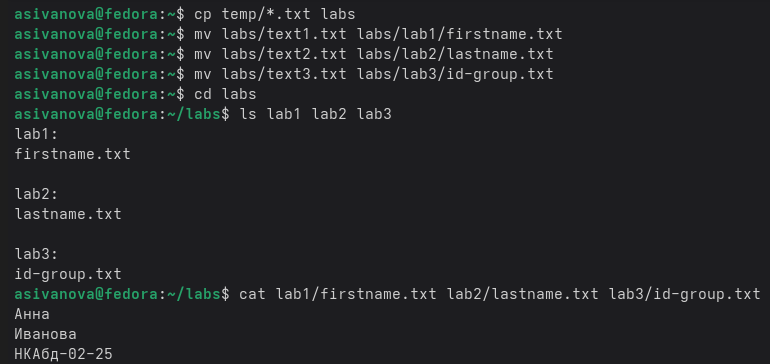 asivanova@fedora:~$ cp temp/*.txt labs
asivanova@fedora:~$ mv labs/text1.txt labs/lab1/firstname.txt
asivanova@fedora:~$ mv labs/text2.txt labs/lab2/lastname.txt
asivanova@fedora:~$ mv labs/text3.txt labs/lab3/id-group.txt
asivanova@fedora:~$ cd labs
asivanova@fedora:~/labs$ ls lab1 lab2 lab3
lab1:
firstname.txt
lab2:
lastname.txt
lab3:
id-group.txt
asivanova@fedora:~/labs$ cat lab1/firstname.txt lab2/lastname.txt lab3/id-group.txt
Анна
Иванова
НКАбд-02-25